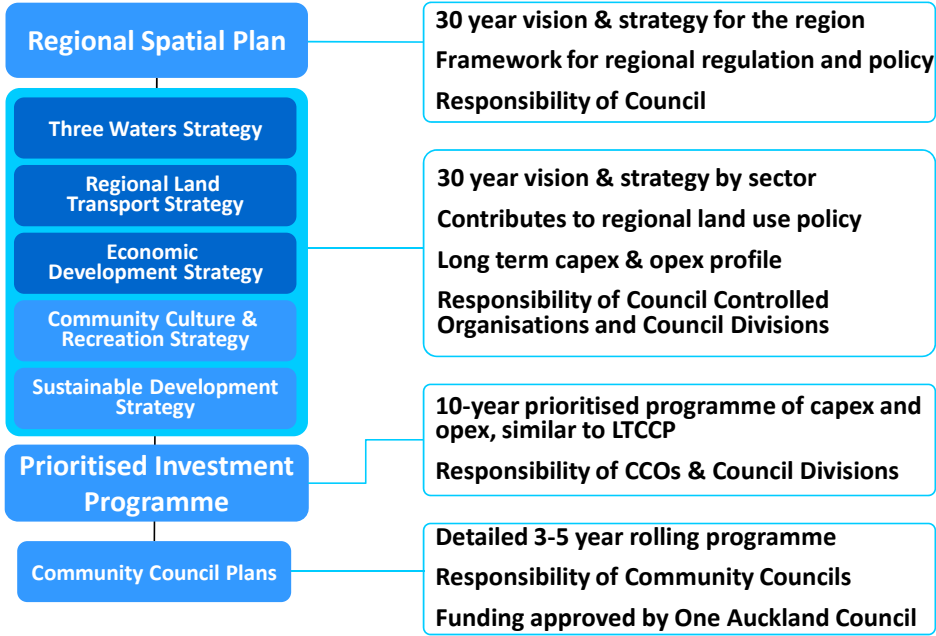 Regional Spatial Plan
30 year vision & strategy for the region
Framework for regional regulation and policy
Responsibility of Council
Three Waters Strategy
Regional Land
Transport Strategy
Economic
Development Strategy
Community Culture &
Recreation Strategy
Sustainable Development
Strategy
30 year vision & strategy by sector
Contributes to regional land use policy
Long term capex & opex profile
Responsibility of Council Controlled
Organisations and Council Divisions
Prioritised Investment
Programme
10-year prioritised programme of capex and
opex, similar to LTCCP
Responsibility of CCOs & Council Divisions
Community Council Plans
Detailed 3-5 year rolling programme
Responsibility of Community Councils
Funding approved by One Auckland Council